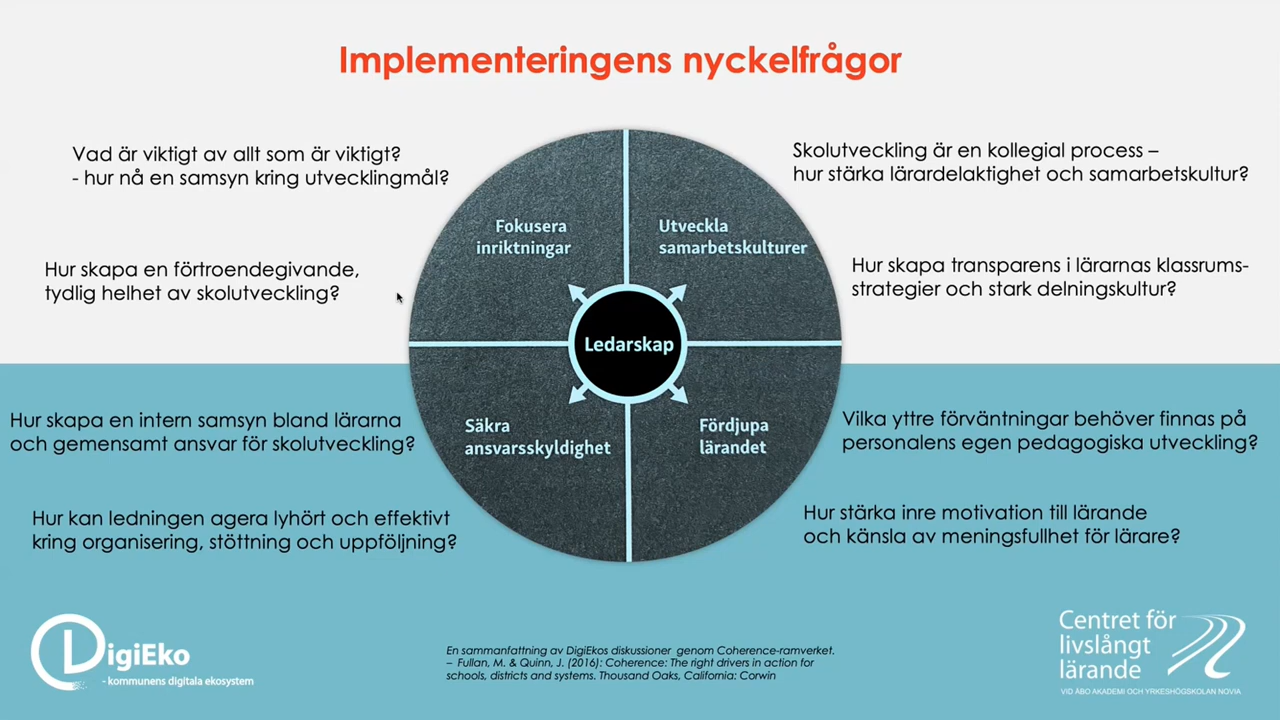 Implementeringens nyckelfrågor
Vad är viktigt av allt som är viktigt?
- hur nå en samsyn kring utvecklingmål?
Hur skapa en förtroendegivande,
tydlig helhet av skolutveckling?
Skolutveckling är en kollegial process –
hur stärka lärardelaktighet och samarbetskultur?
Hur skapa transparens i lärarnas klassrums-
strategier och stark delningskultur?
Fokusera
inriktningar
Utveckla
samarbetskulturer
Ledarskap
Säkra
ansvarsskyldighet
Fördjupa
lärandet
Hur skapa en intern samsyn bland lärarna
och gemensamt ansvar för skolutveckling?
Hur kan ledningen agera lyhört och effektivt
kring organisering, stöttning och uppföljning?
Vilka yttre förväntningar behöver finnas på
personalens egen pedagogiska utveckling?
Hur stärka inre motivation till lärande
och känsla av meningsfullhet för lärare?
DigiEko
- kommunens digitala ekosystem
En sammanfattning av DigiEkos diskussioner genom Coherence-ramverket.
– Fullan, M. & Quinn, J. (2016): Coherence: The right drivers in action for
schools, districts and systems. Thousand Oaks, California: Corwin
Centret för
livslångt
lärande
VID ÅBO AKADEMI OCH YRKESHÖGSKOLAN NOVIA